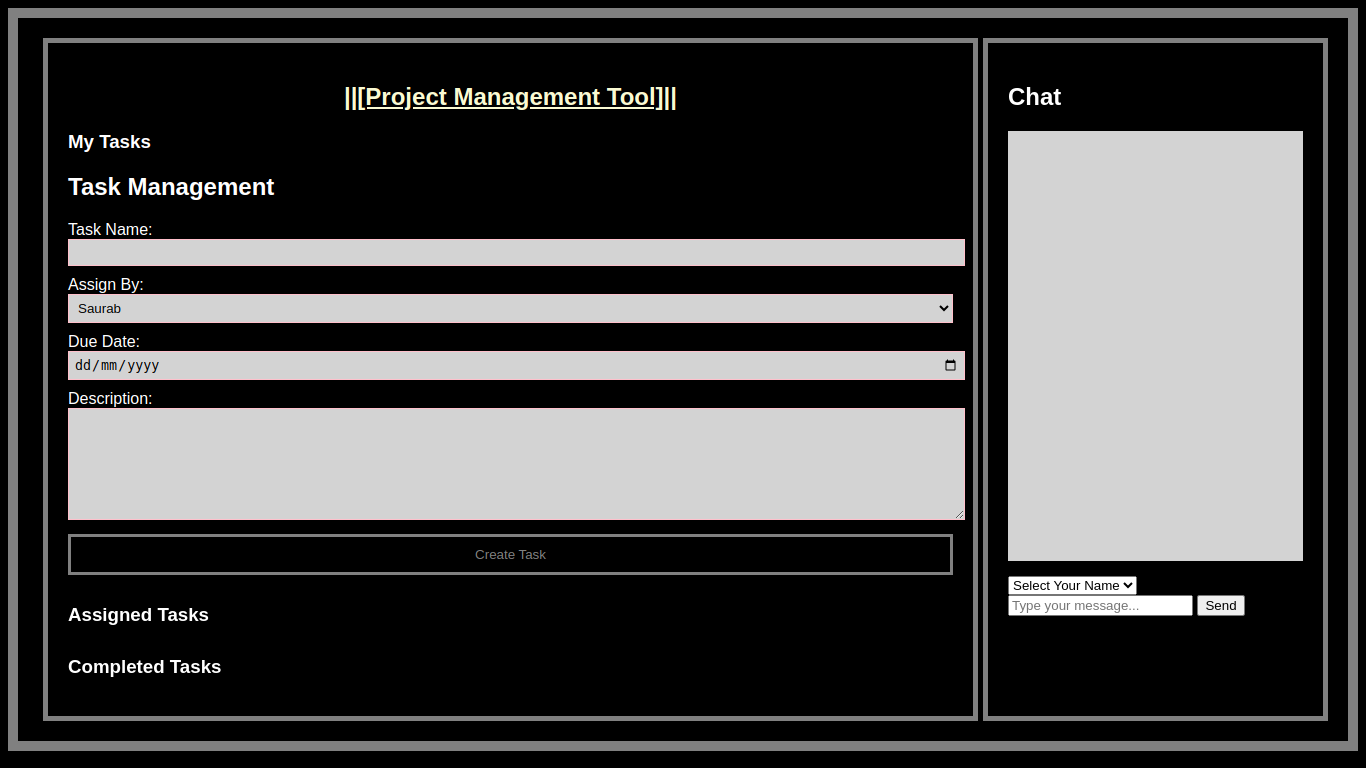 ||[Project Management Tool]||
My Tasks
Task Management
Task Name:
Assign By:
Saurab
Due Date:
dd/mm/yyyy
Description:
Create Task
Assigned Tasks
Completed Tasks
Chat
Select Your Name
Type your message... Send